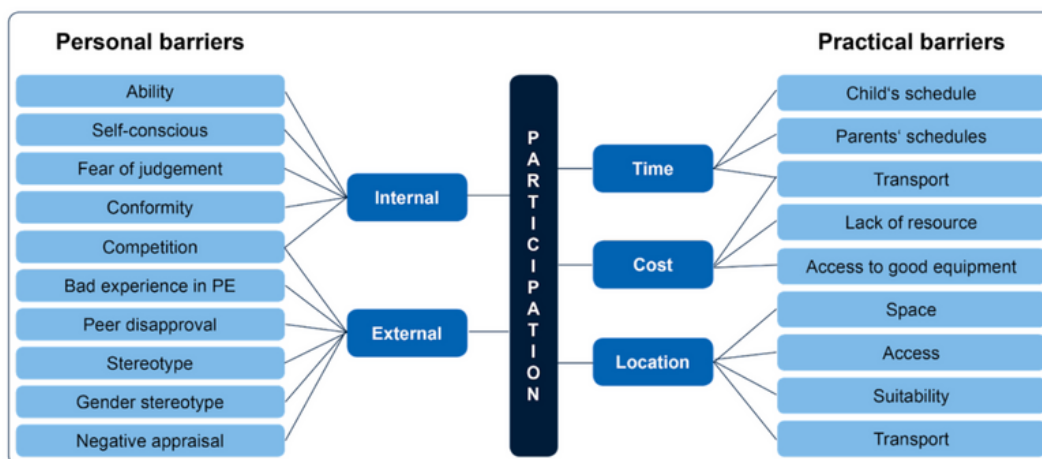 Personal barriers
Ability
Self-conscious
Fear of judgement
Conformity
Competition
Bad experience in PE
Peer disapproval
Stereotype
Gender stereotype
Negative appraisal
Internal
External
PARTICIPATION
Time
Cost
Location
Practical barriers
Child‘s schedule
Parents‘ schedules
Transport
Lack of resource
Access to good equipment
Space
Access
Suitability
Transport